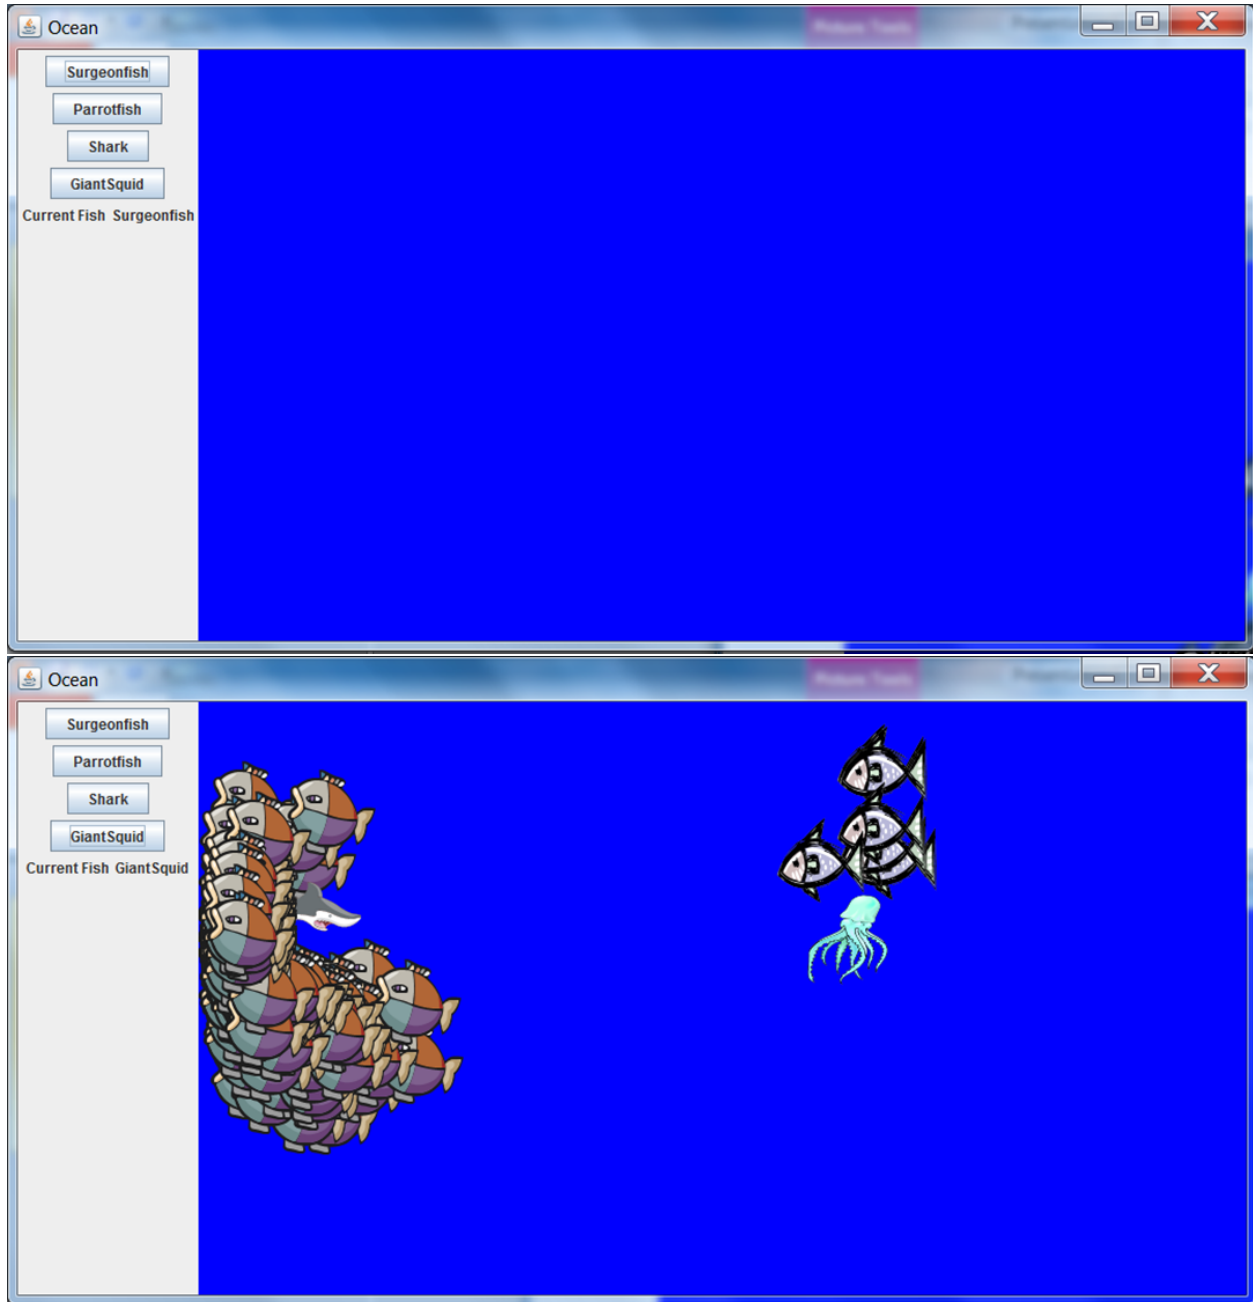 Ocean
Surgeonfish
Parrotfish
Shark
GiantSquid
Current Fish Surgeonfish
Ocean
Surgeonfish
Parrotfish
Shark
GiantSquid
Current Fish GiantSquid